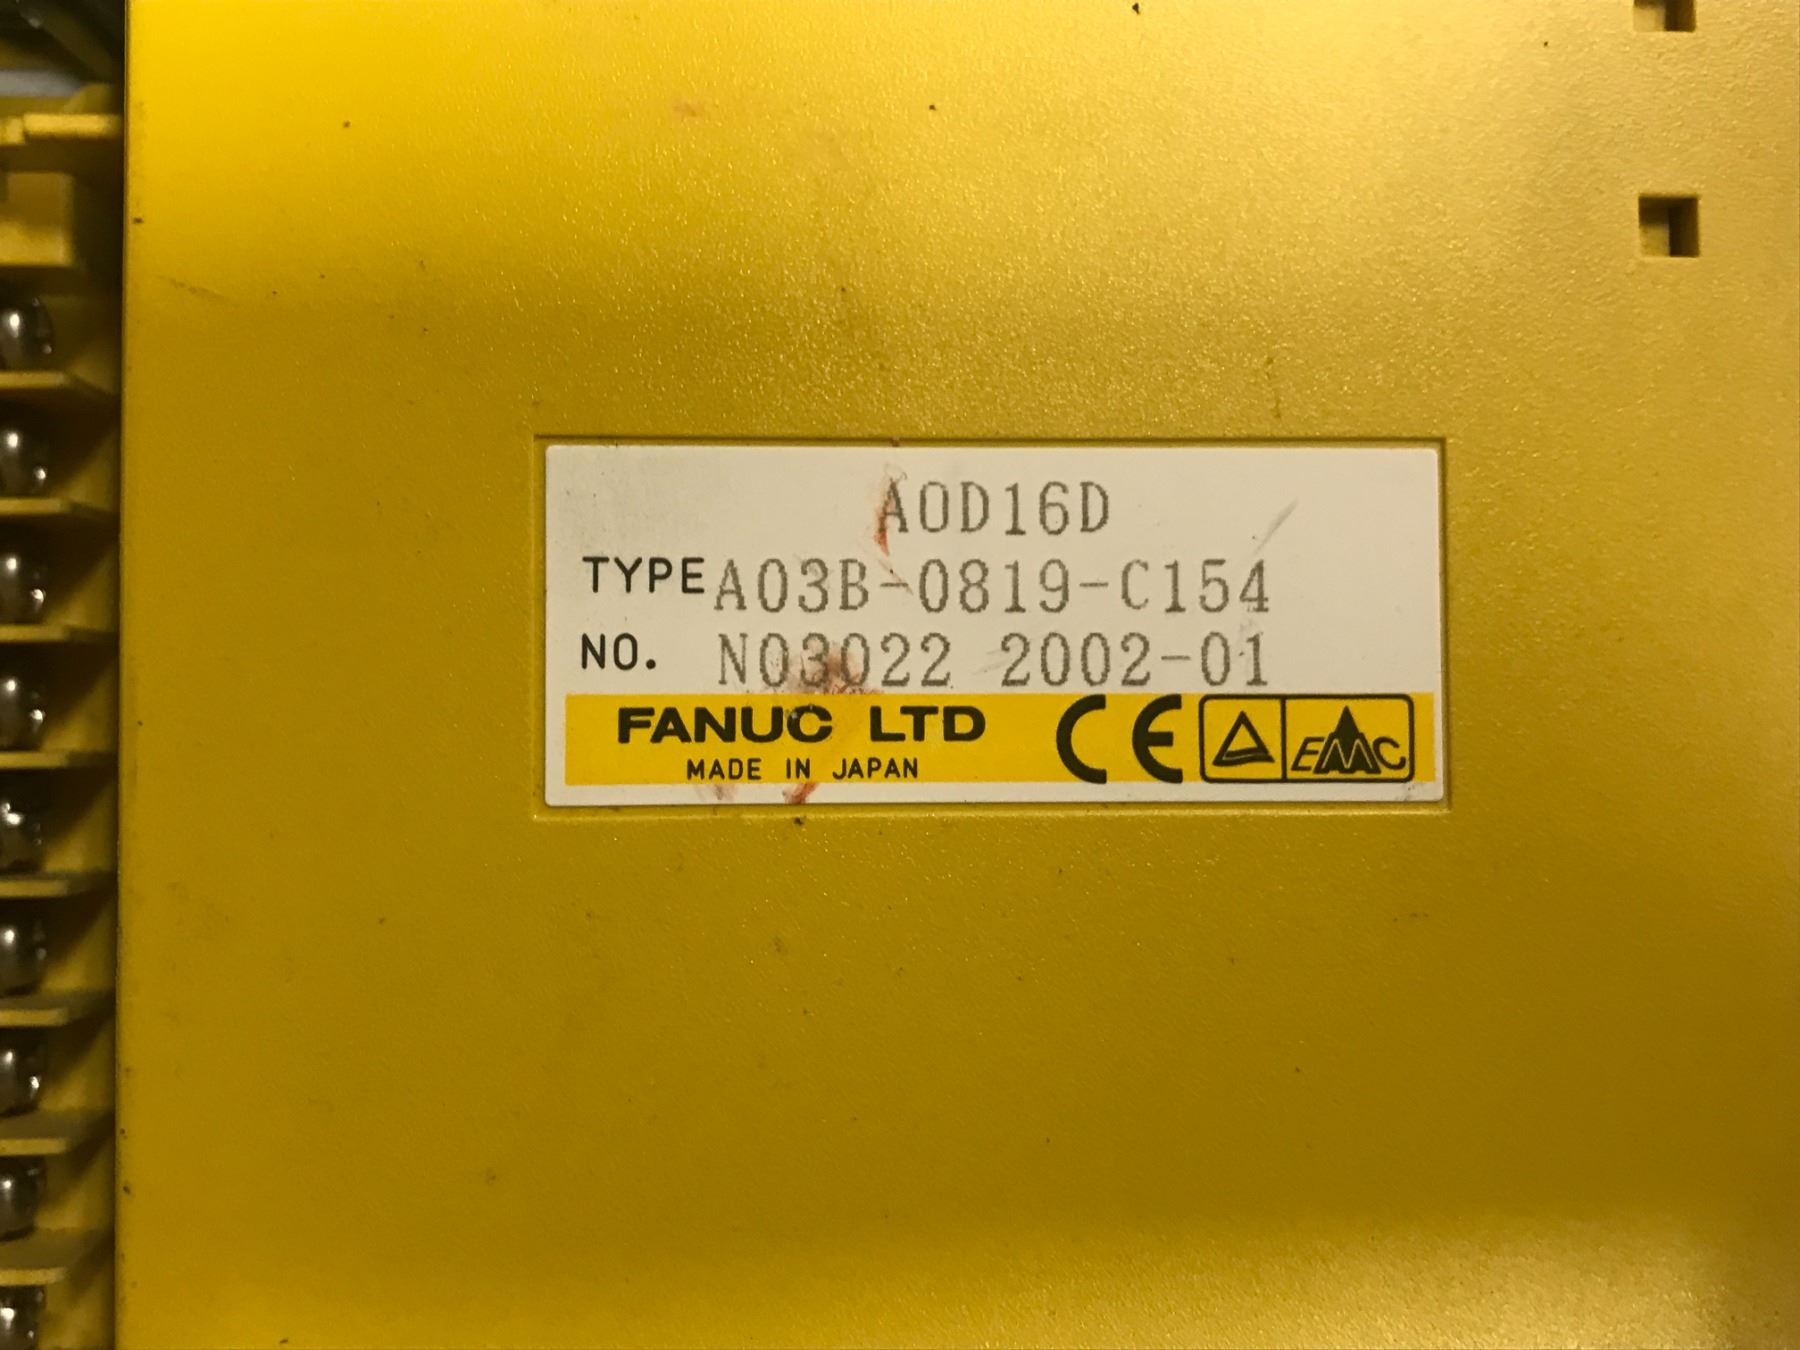 AOD16D
TYPE A03B-0819-C154
NO. N03022 2002-01
FANUC LTD CE EMC
MADE IN JAPAN